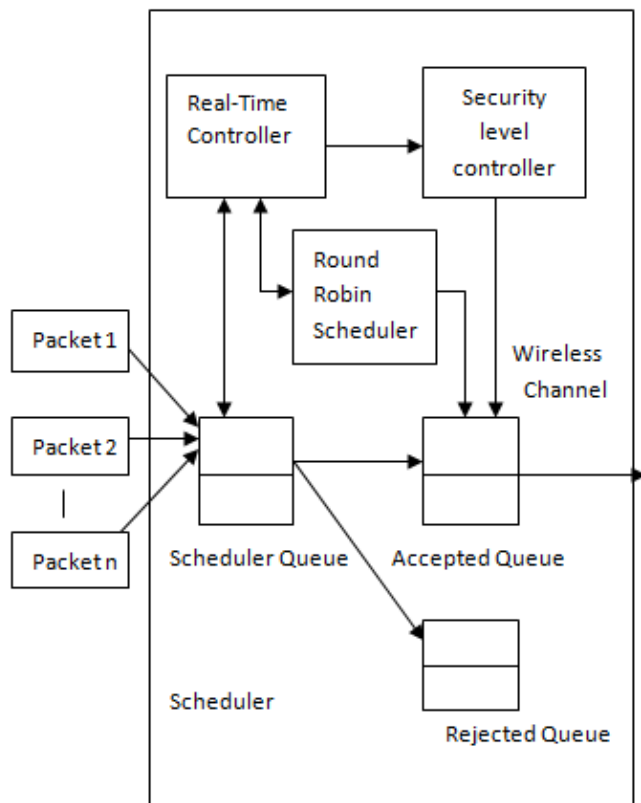 Real-Time
Controller
Security
level
controller
Round
Robin
Scheduler
Wireless
Channel
Packet 1
Packet 2
Packet n
Scheduler Queue
Accepted Queue
Scheduler
Rejected Queue